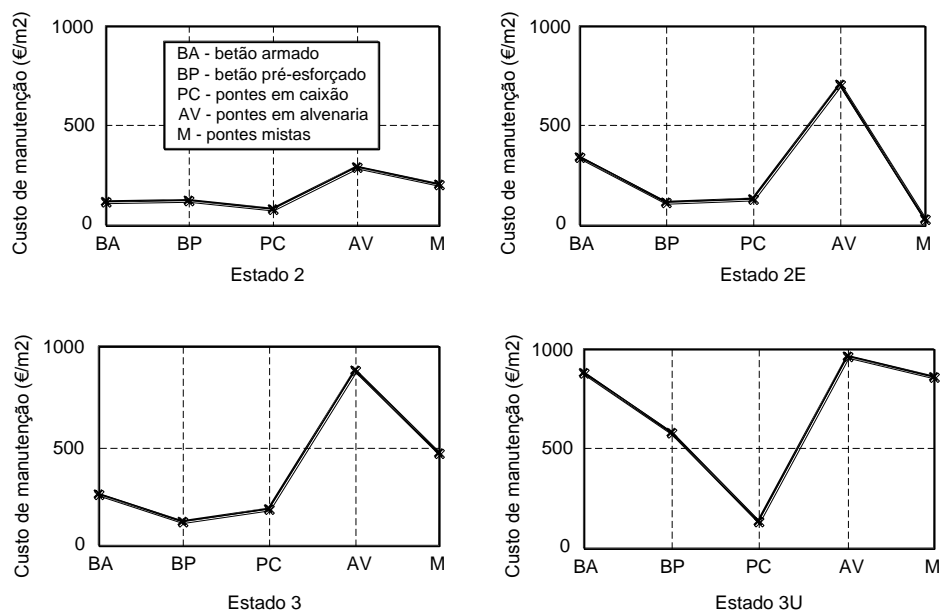 Custo de manutenção (€/m2)
1000
500
0
BA - betão armado
BP - betão pré-esforçado
PC - pontes em caixão
AV - pontes em alvenaria
M - pontes mistas
BA BP PC AV M
Estado 2
Custo de manutenção (€/m2)
1000
500
0
BA BP PC AV M
Estado 2E
Custo de manutenção (€/m2)
1000
500
0
BA BP PC AV M
Estado 3
Custo de manutenção (€/m2)
1000
500
0
BA BP PC AV M
Estado 3U